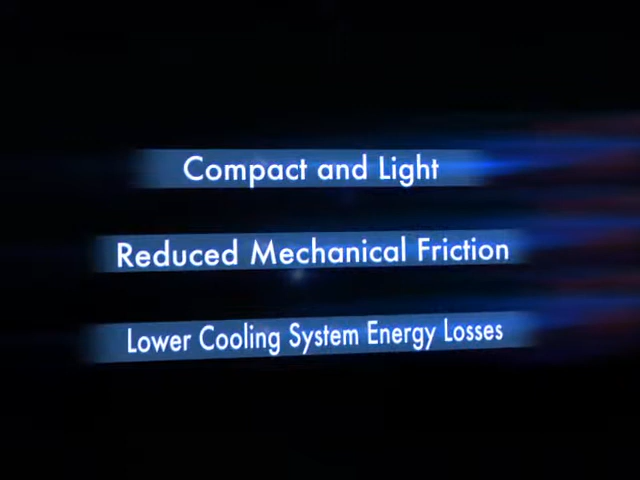 Compact and Light
Reduced Mechanical Friction
Lower Cooling System Energy Losses